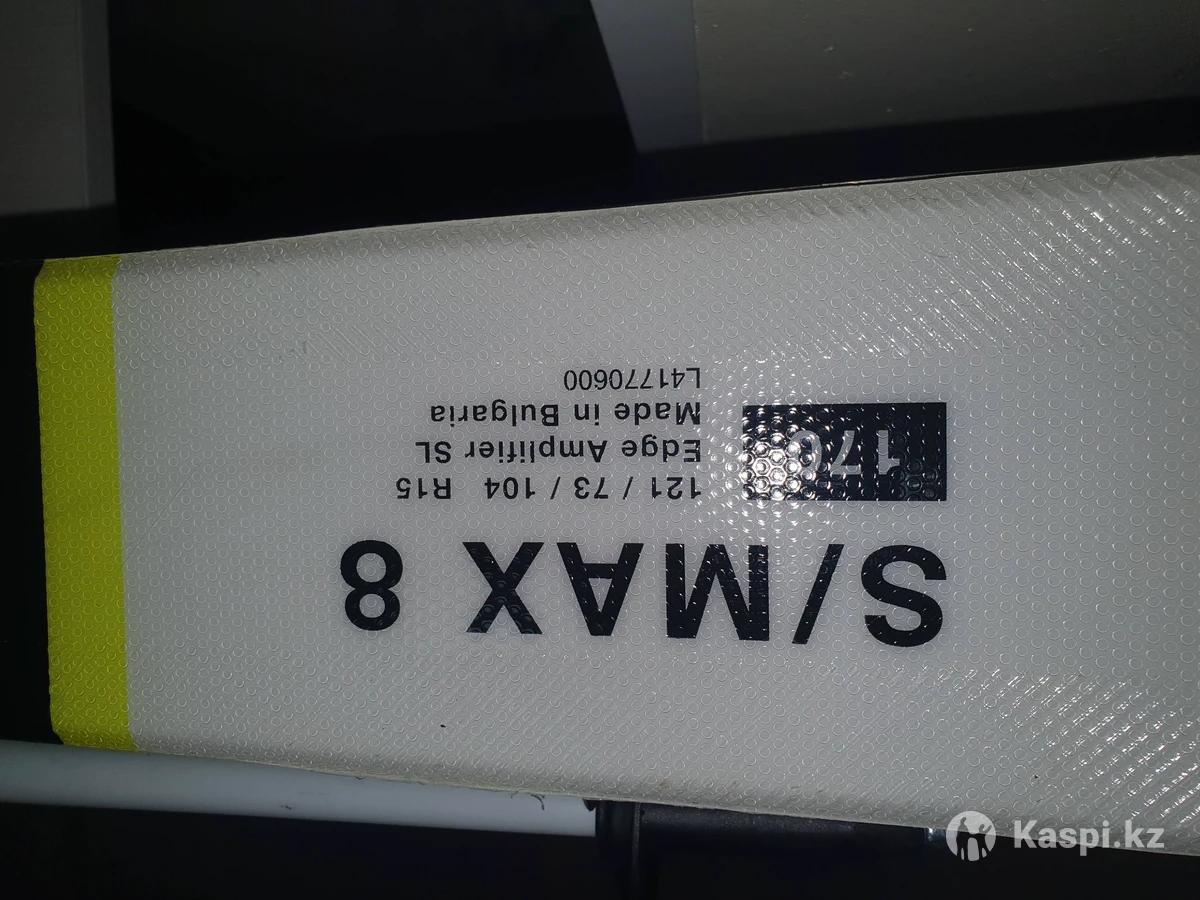 S/MAX 8
170
121 / 73 / 104 R15
Edge Amplifier SL
Made in Bulgaria
L41770600
Kaspi.kz